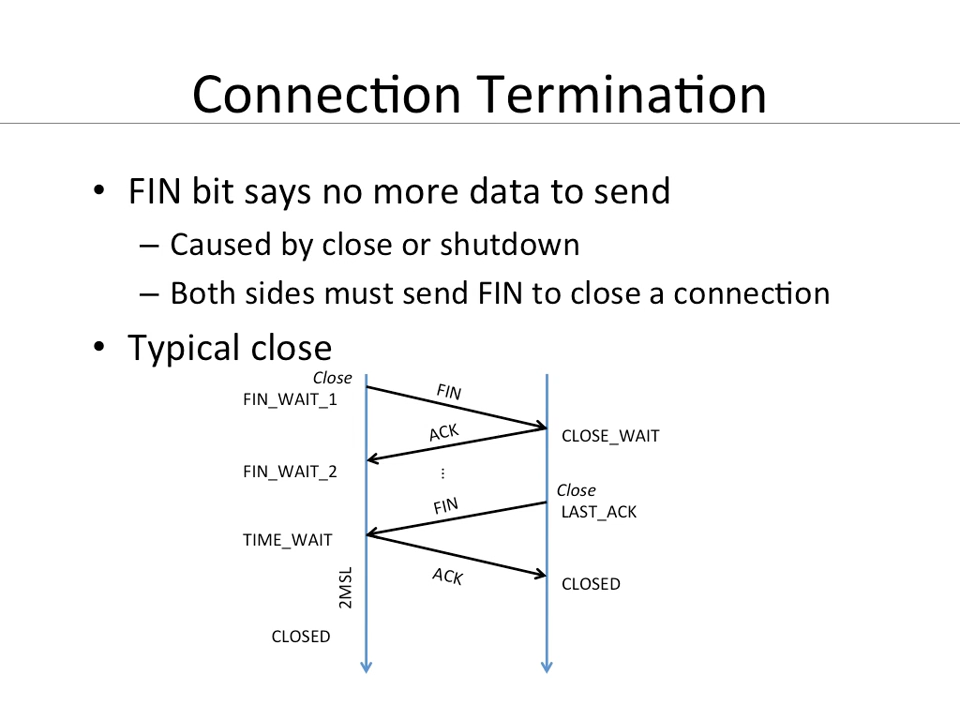 Connection Termination
• FIN bit says no more data to send
– Caused by close or shutdown
– Both sides must send FIN to close a connection
• Typical close
Close
FIN_WAIT_1
FIN
ACK
CLOSE_WAIT
FIN_WAIT_2
...
Close
FIN
LAST_ACK
TIME_WAIT
ACK
2MSL
CLOSED
CLOSED